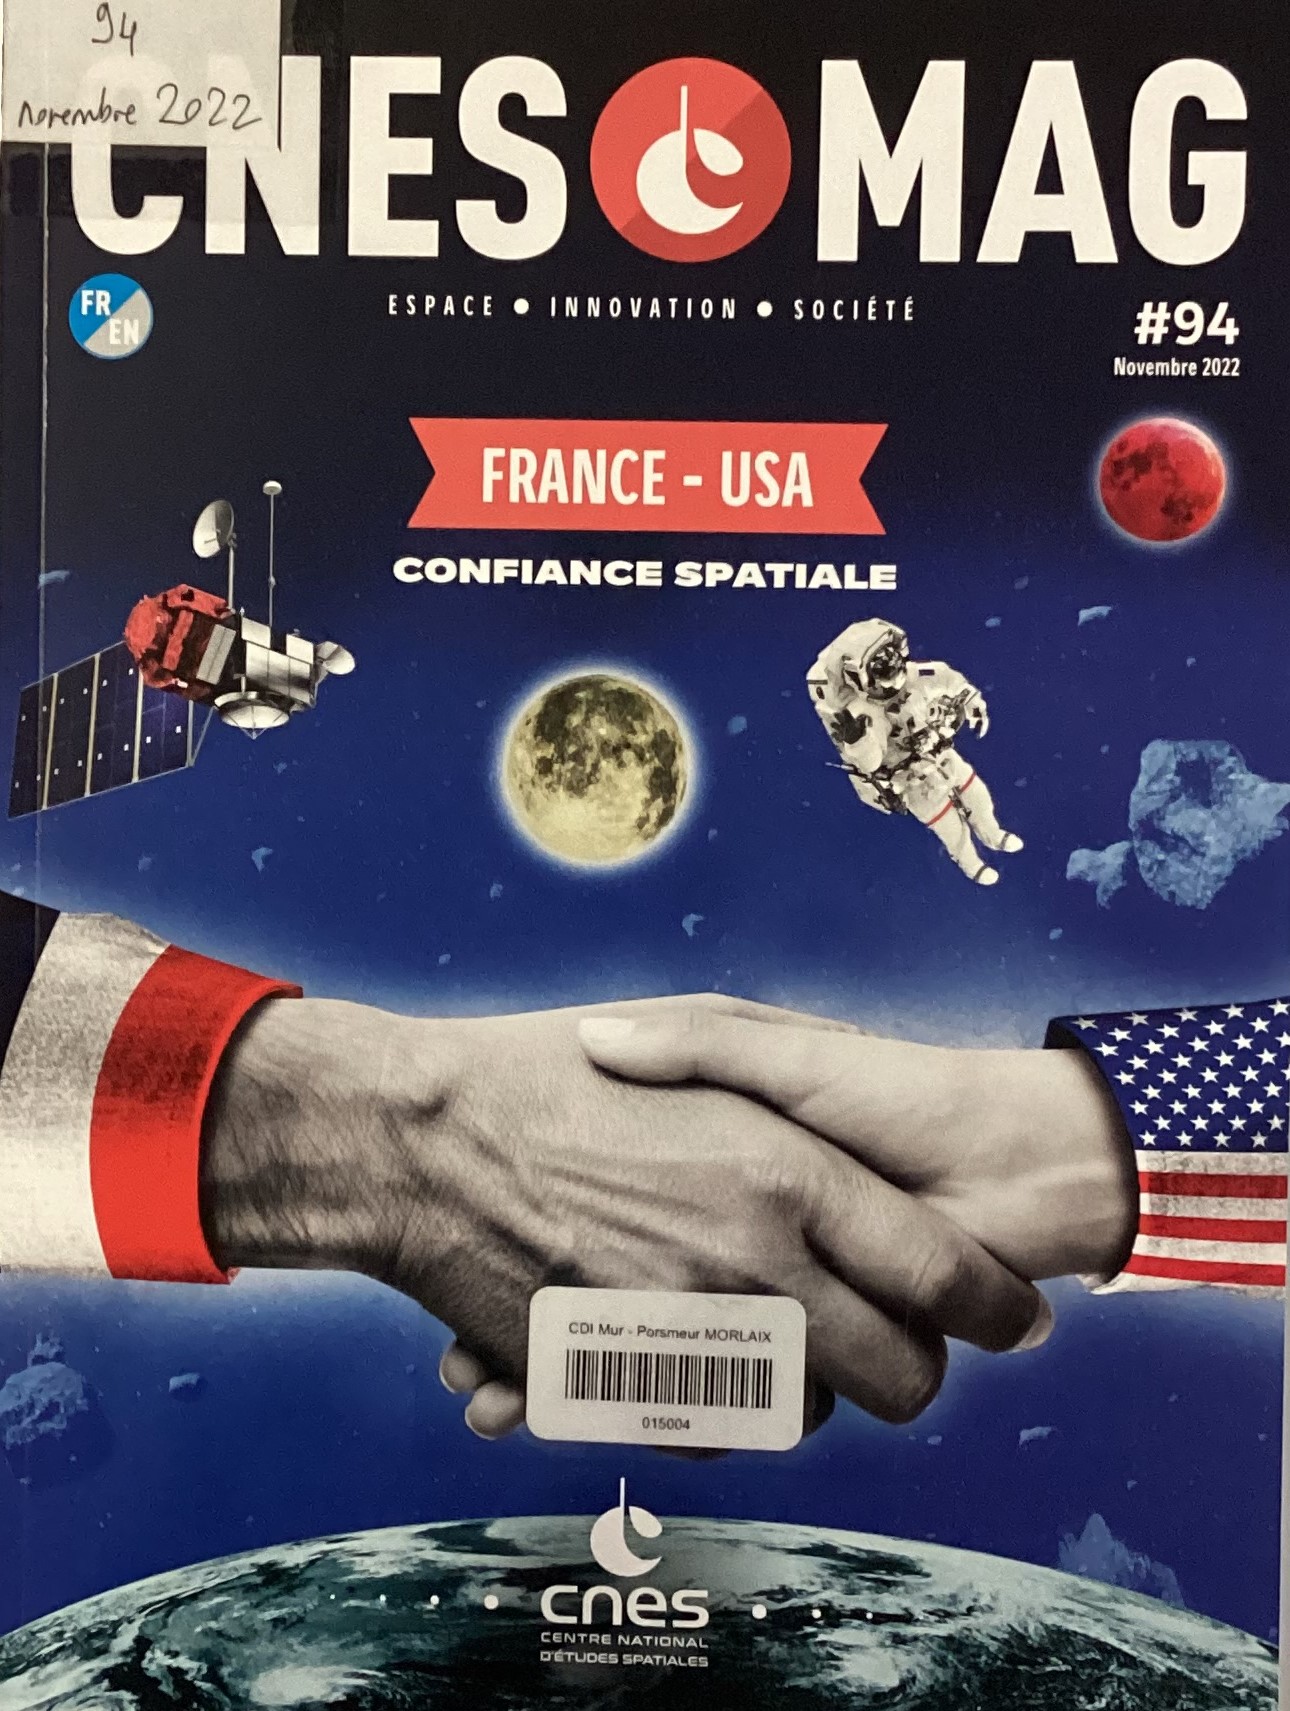 94
novembre 2022
CNES MAG
FR
EN
ESPACE • INNOVATION • SOCIÉTÉ
#94
Novembre 2022
FRANCE - USA
CONFIANCE SPATIALE
CDI Mur - Porsmeur MORLAIX
015004
cnes
CENTRE NATIONAL
D'ÉTUDES SPATIALES